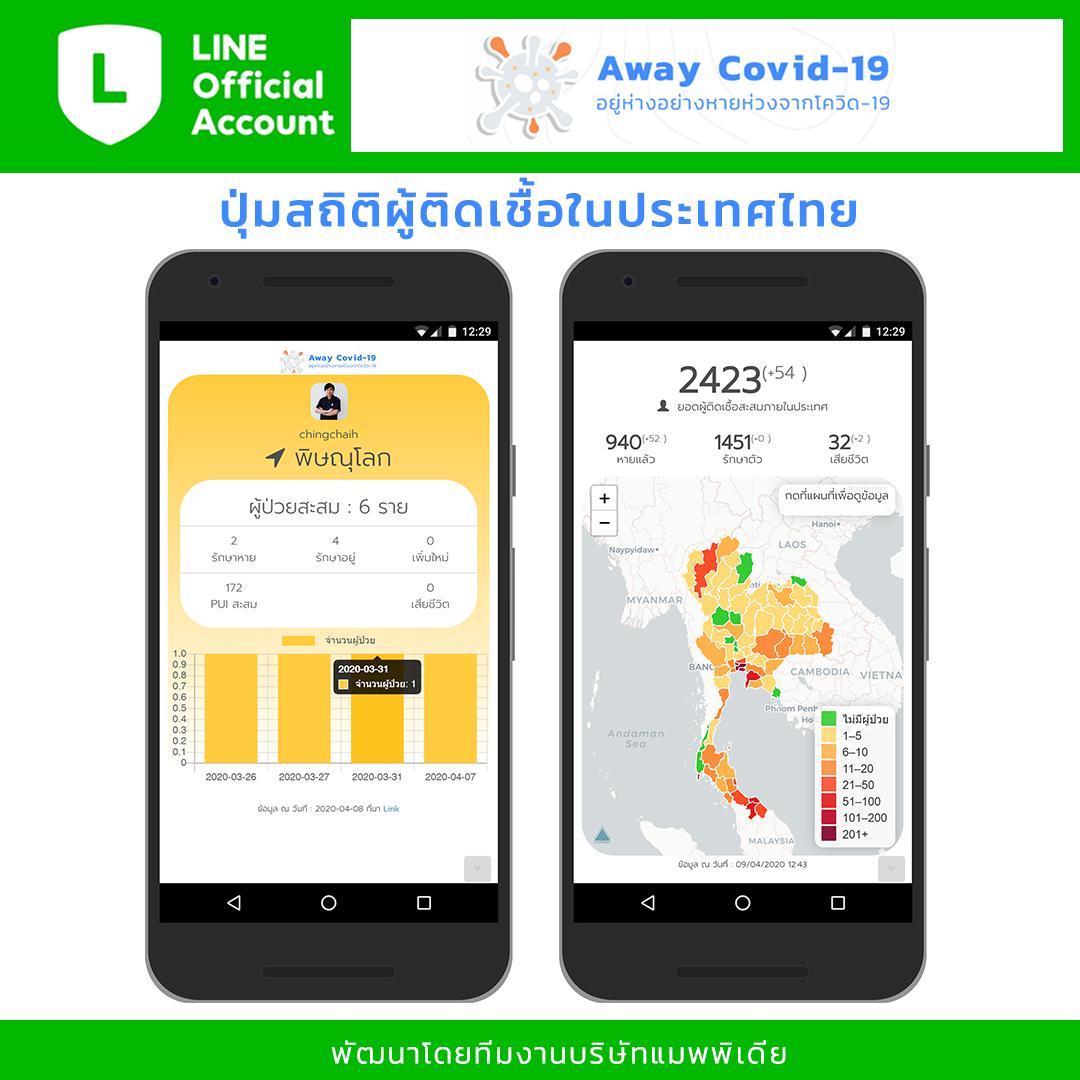 L
LINE
Official
Account
Away Covid-19
อยู่ห่างอย่างหายห่วงจากโควิด-19
ปุ่มสถิติผู้ติดเชื้อในประเทศไทย
12:29
Away Covid-19
อยู่ห่างอย่างหายห่วงจากโควิด-19
chingchaih
พิษณุโลก
ผู้ป่วยสะสม : 6 ราย
2 4 0
รักษาหาย รักษาอยู่ เพิ่มใหม่
172 0
PUI สะสม เสียชีวิต
จำนวนผู้ป่วย
1.0
0.9
0.8
0.7
0.6
0.5
0.4
0.3
0.2
0.1
0
2020-03-31
จำนวนผู้ป่วย: 1
2020-03-26 2020-03-27 2020-03-31 2020-04-07
ข้อมูล ณ วันที่ : 2020-04-08 ที่มา Link
12:29
2423(+54 )
ยอดผู้ติดเชื้อสะสมภายในประเทศ
940(+52 ) 1451(+0 ) 32(+2 )
หายแล้ว รักษาตัว เสียชีวิต
+
−
กดที่แผนที่เพื่อดูข้อมูล
Hanoi
Naypyidaw
LAOS
MYANMAR
BANG
CAMBODIA
VIETNA
Phnom Penh
Ho
Andaman
Sea
MALAYSIA
ไม่มีผู้ป่วย
1–5
6–10
11–20
21–50
51–100
101–200
201+
ข้อมูล ณ วันที่ : 09/04/2020 12:43
พัฒนาโดยทีมงานบริษัทแมพพิเดีย